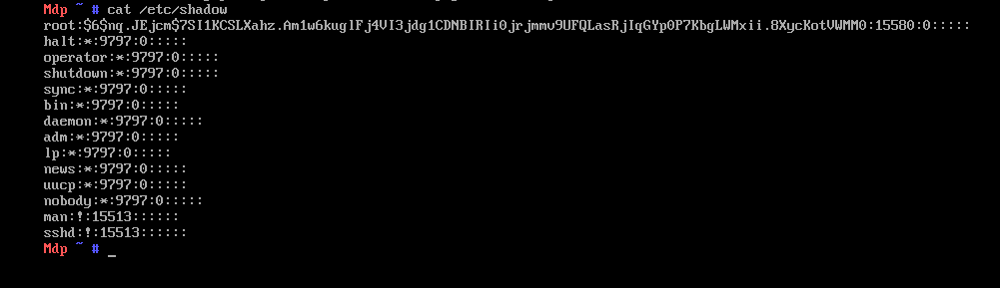 Mdp ~ # cat /etc/shadow
root:$6$nq.JEjcm$7SI1KCSLXahz.Am1w6kuglFj4VI3jdg1CDNBIRIi0jrjmmv9UFQLasRjIqGYp0P7KbgLWMxii.8XycKotVWMM0:15580:0:::::
halt:*:9797:0:::::
operator:*:9797:0:::::
shutdown:*:9797:0:::::
sync:*:9797:0:::::
bin:*:9797:0:::::
daemon:*:9797:0:::::
adm:*:9797:0:::::
lp:*:9797:0:::::
news:*:9797:0:::::
uucp:*:9797:0:::::
nobody:*:9797:0:::::
man:!:15513::::::
sshd:!:15513::::::
Mdp ~ # _